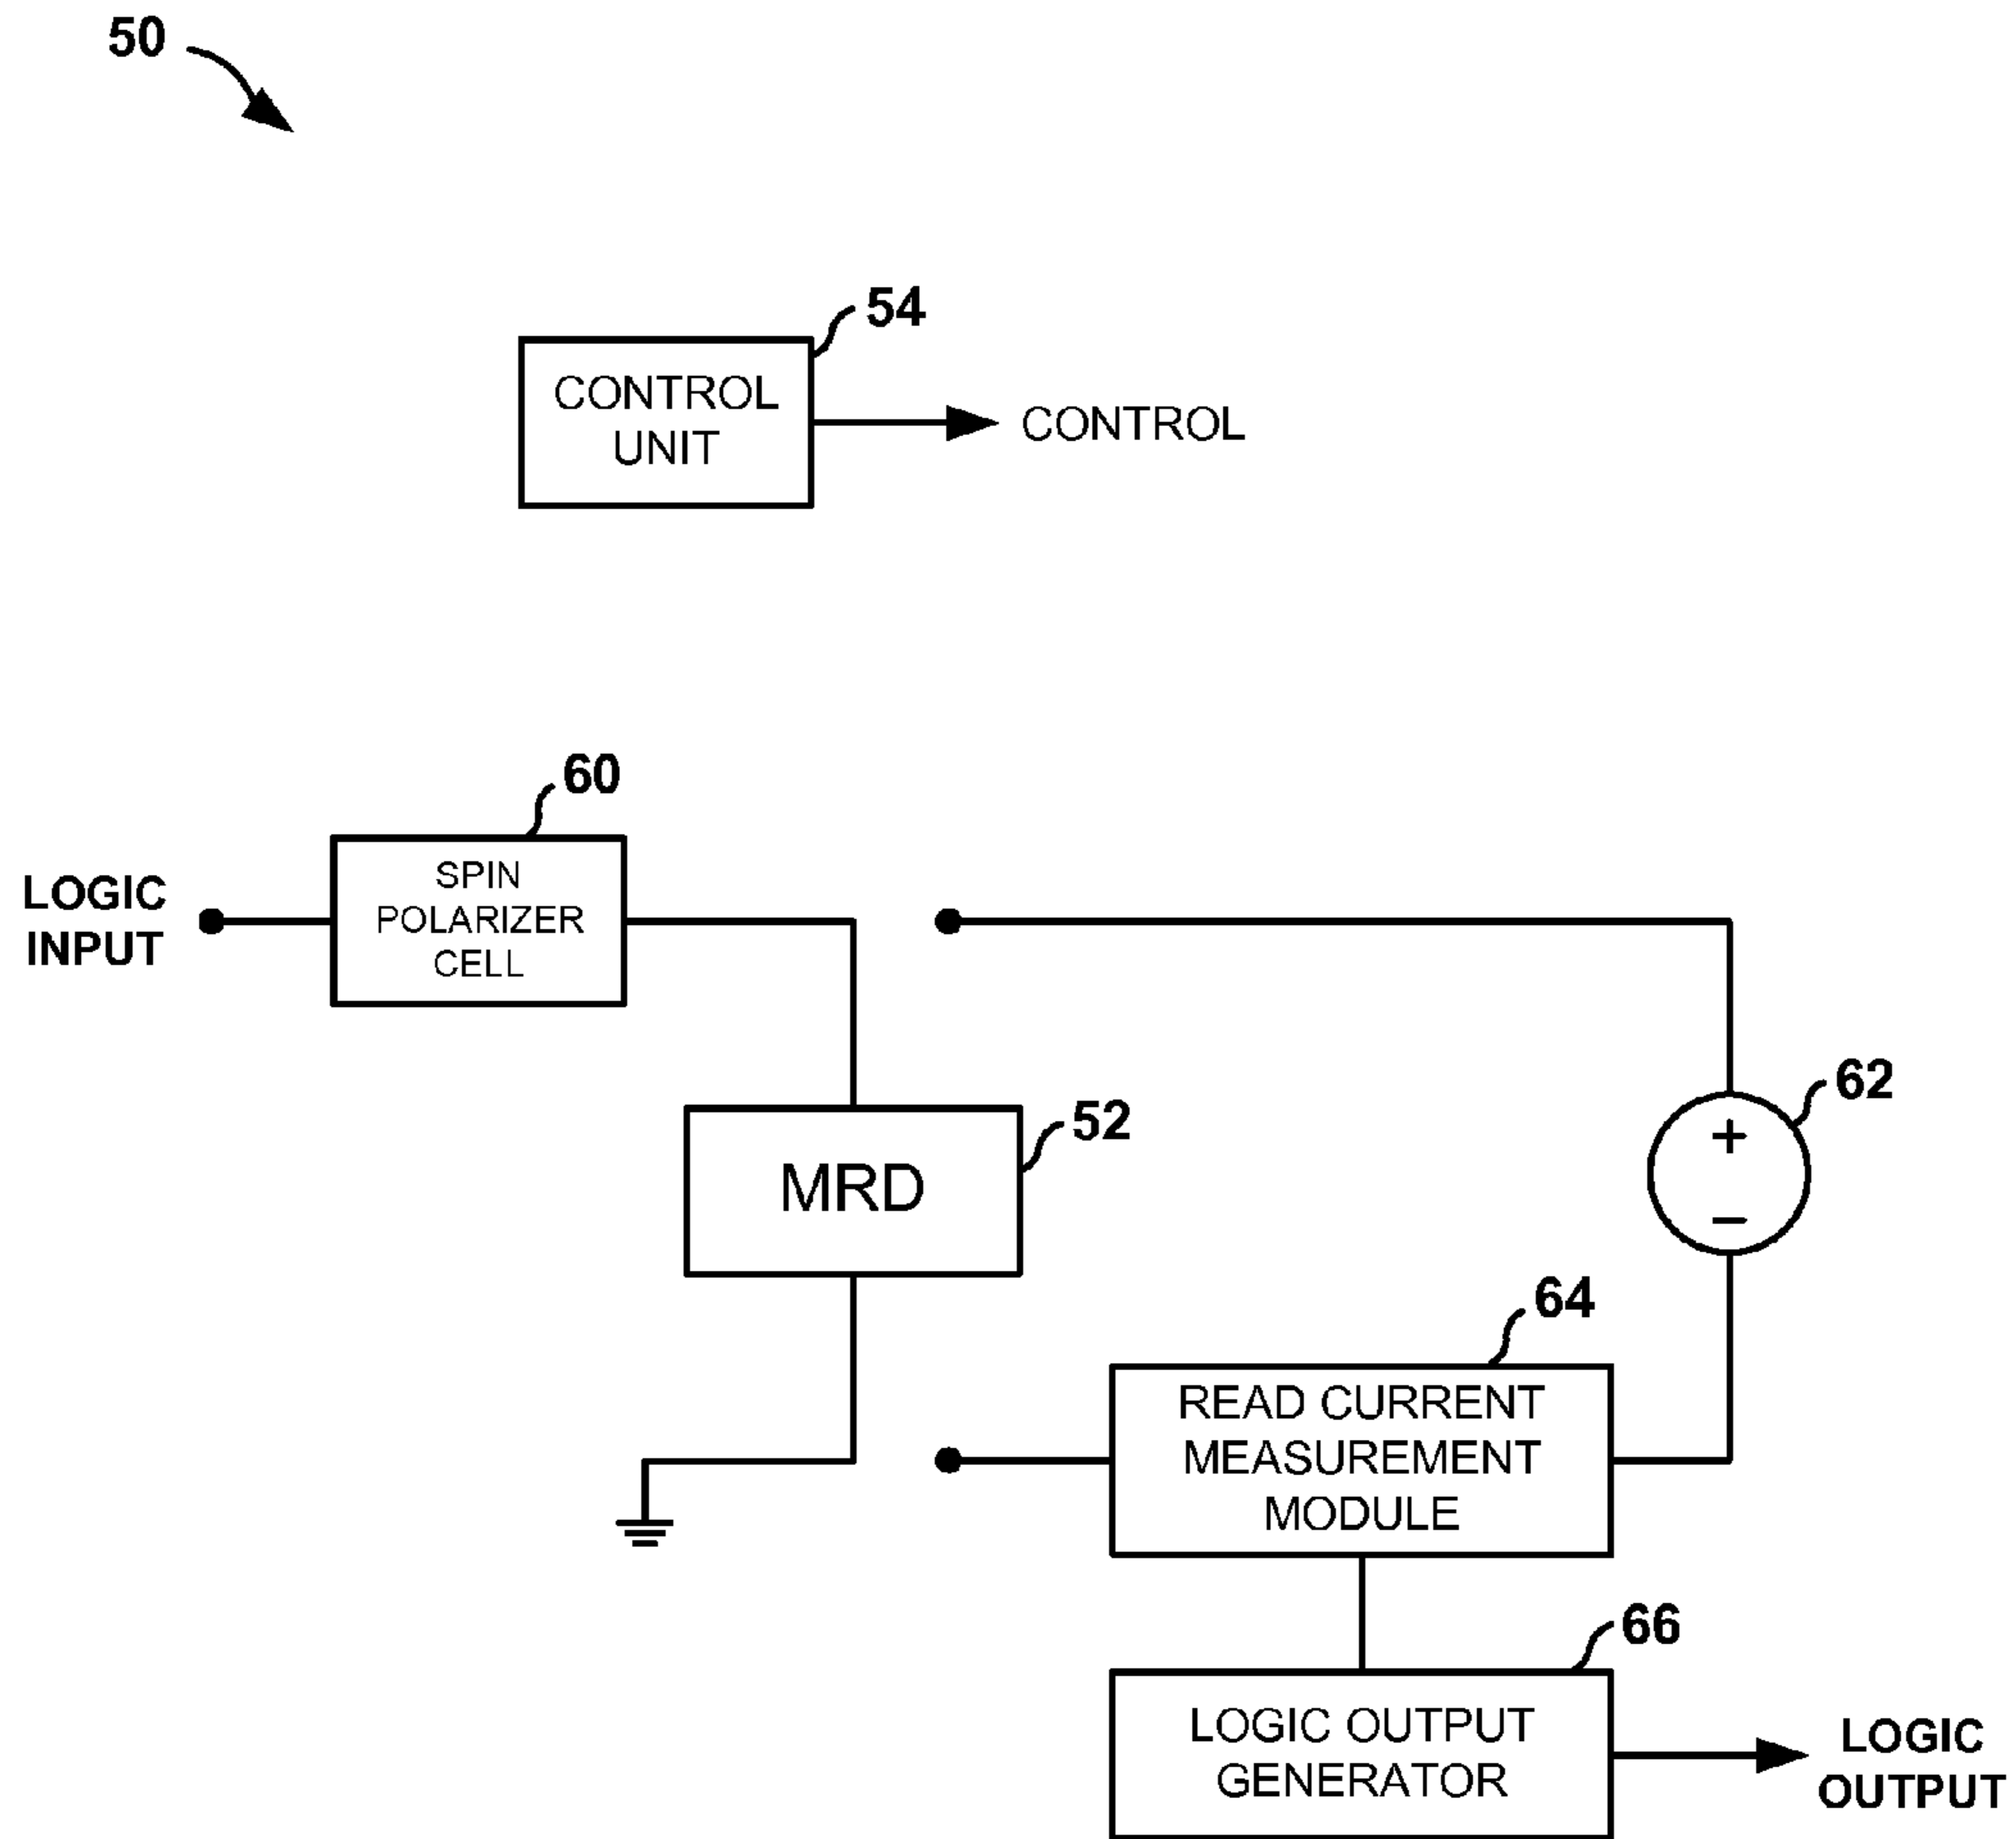 50
54
CONTROL
UNIT
CONTROL
60
LOGIC
INPUT
SPIN
POLARIZER
CELL
52
MRD
62
+
−
64
READ CURRENT
MEASUREMENT
MODULE
66
LOGIC OUTPUT
GENERATOR
LOGIC
OUTPUT